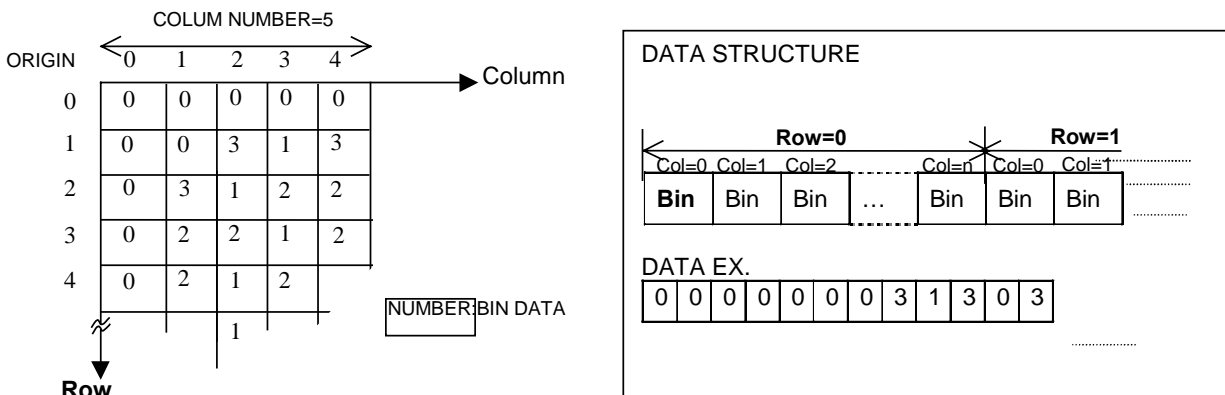 COLUM NUMBER=5
ORIGIN 0 1 2 3 4 Column
0 0 0 0 0 0
1 0 0 3 1 3
2 0 3 1 2 2
3 0 2 2 1 2
4 0 2 1 2
1
NUMBER:BIN DATA
Row
DATA STRUCTURE
Row=0 Row=1
Col=0 Col=1 Col=2 Col=n Col=0 Col=1
Bin Bin Bin ... Bin Bin Bin
DATA EX.
0 0 0 0 0 0 0 3 1 3 0 3